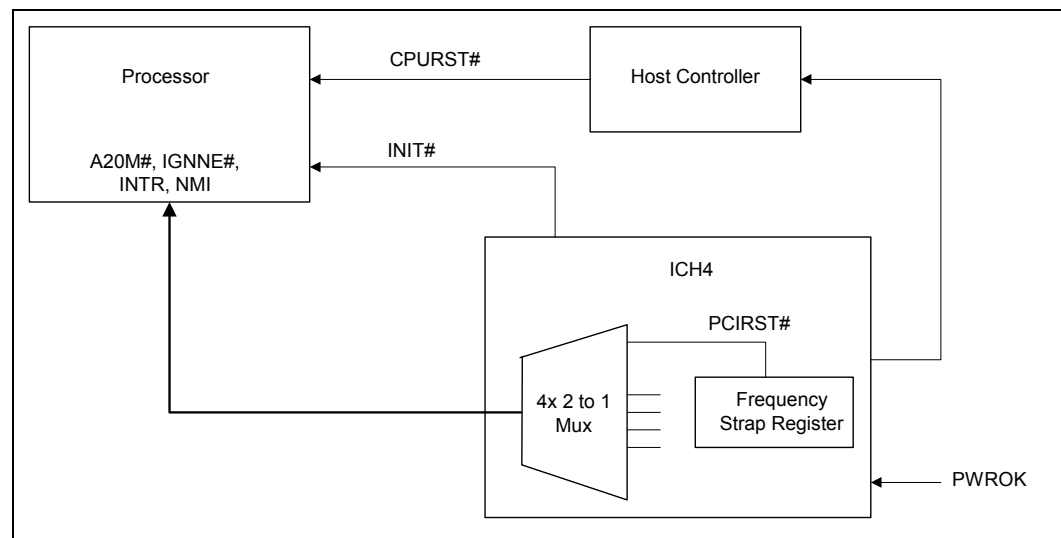 Processor
CPURST#
Host Controller
INIT#
A20M#, IGNNE#,
INTR, NMI
ICH4
PCIRST#
4x 2 to 1
Mux
Frequency
Strap Register
PWROK